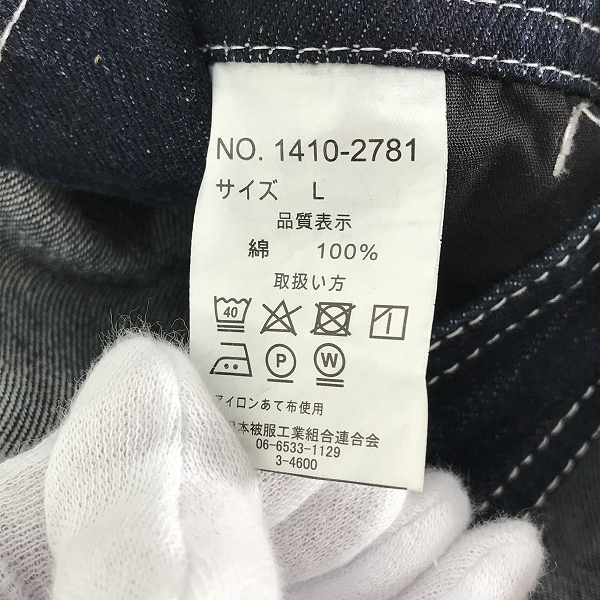 NO. 1410-2781
サイズ L
品質表示
綿 100%
取扱い方
40
P W
アイロンあて布使用
本被服工業組合連合会
06-6533-1129
3-4600